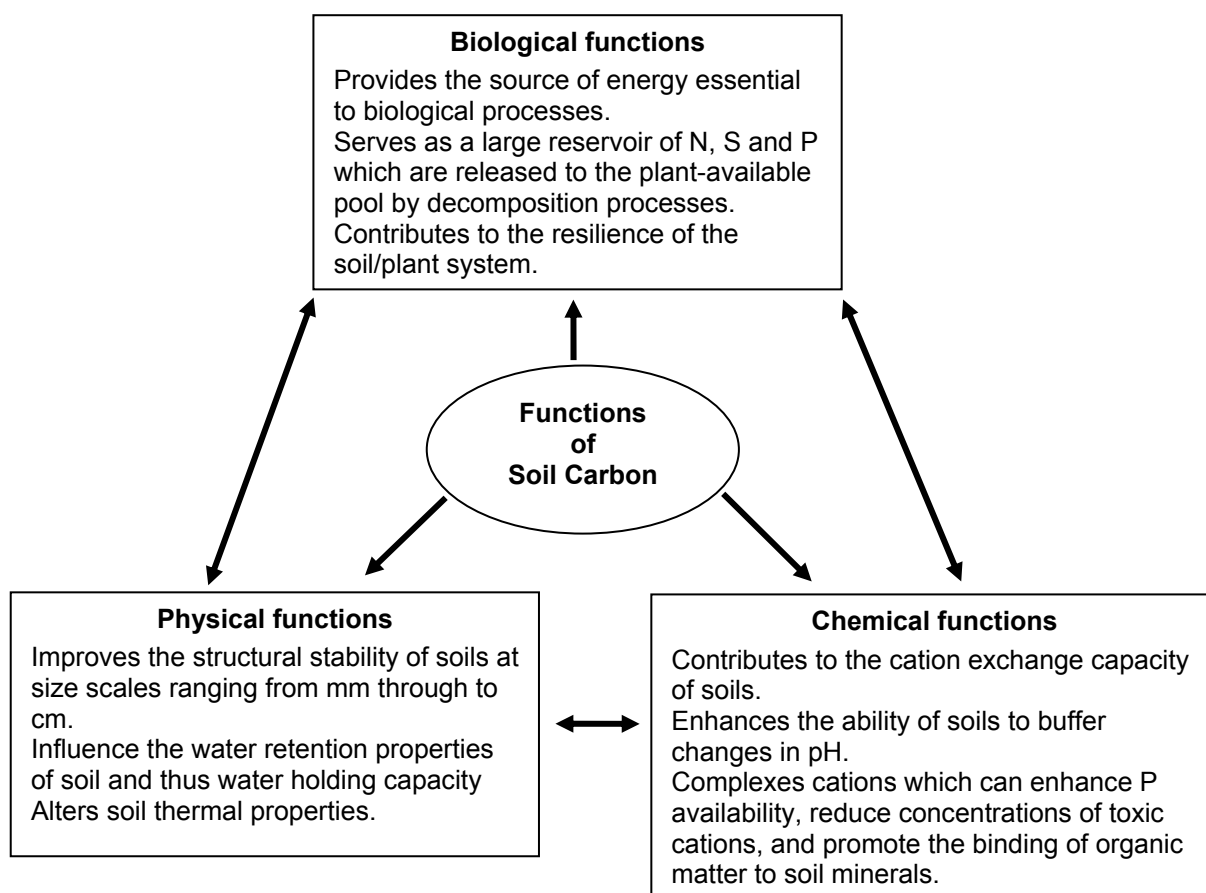 Biological functions
Provides the source of energy essential
to biological processes.
Serves as a large reservoir of N, S and P
which are released to the plant-available
pool by decomposition processes.
Contributes to the resilience of the
soil/plant system.
Functions
of
Soil Carbon
Physical functions
Improves the structural stability of soils at
size scales ranging from mm through to
cm.
Influence the water retention properties
of soil and thus water holding capacity
Alters soil thermal properties.
Chemical functions
Contributes to the cation exchange capacity
of soils.
Enhances the ability of soils to buffer
changes in pH.
Complexes cations which can enhance P
availability, reduce concentrations of toxic
cations, and promote the binding of organic
matter to soil minerals.